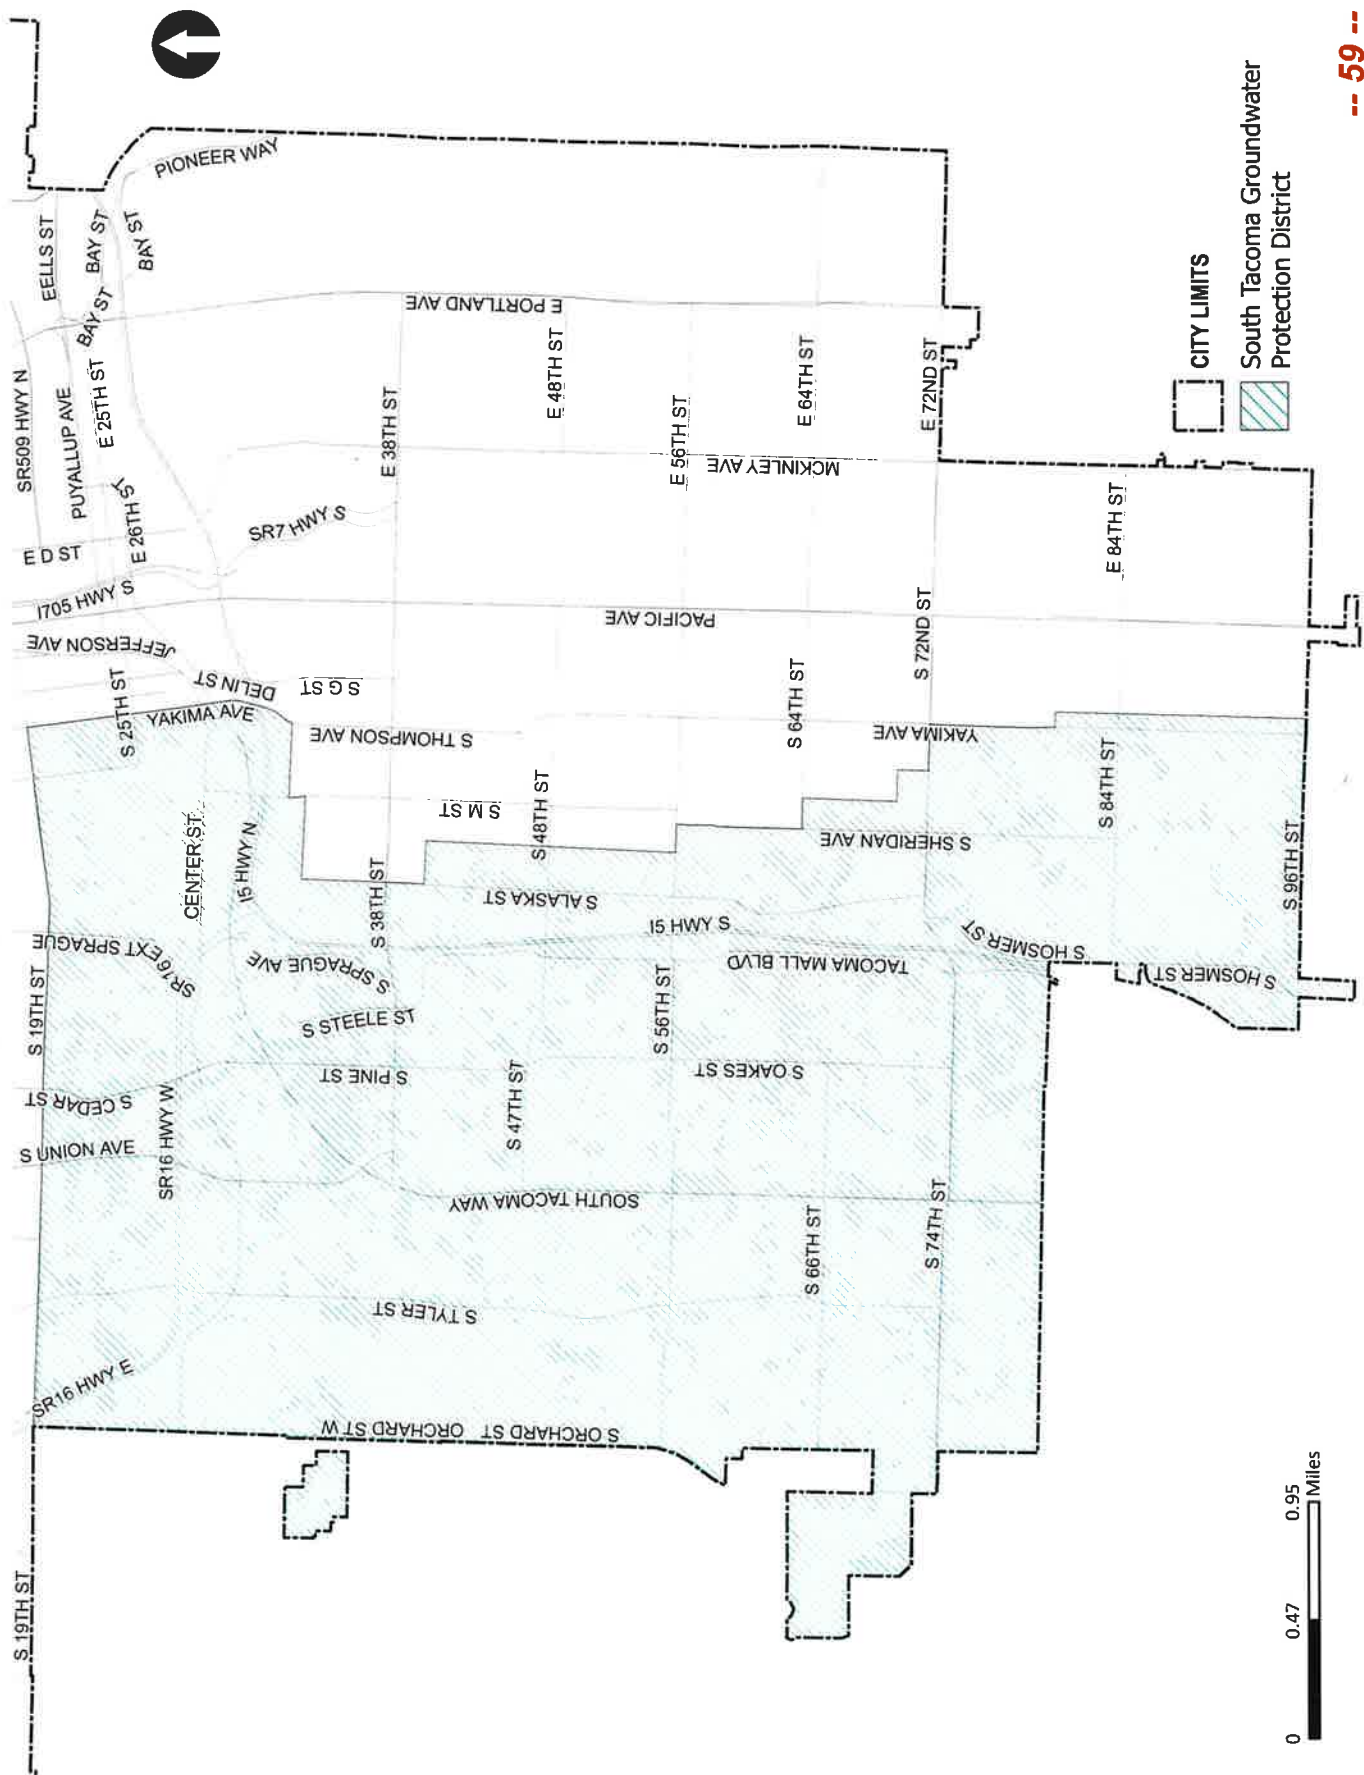 -- 59 --
PIONEER WAY
EELLS ST
BAY ST
BAY ST
BAY ST
E PORTLAND AVE
SR509 HWY N
PUYALLUP AVE
E 25TH ST
E 26TH ST
E D ST
SR7 HWY S
E 38TH ST
E 48TH ST
E 56TH ST
E 64TH ST
E 72ND ST
MCKINLEY AVE
E 84TH ST
I705 HWY S
JEFFERSON AVE
PACIFIC AVE
S 25TH ST
DELIN ST
S G ST
YAKIMA AVE
S THOMPSON AVE
S 64TH ST
S 72ND ST
YAKIMA AVE
S M ST
S 48TH ST
S SHERIDAN AVE
S 84TH ST
S 96TH ST
CENTER ST
I5 HWY N
S 38TH ST
S ALASKA ST
I5 HWY S
S 19TH ST
SR16 EXT SPRAGUE
S SPRAGUE AVE
TACOMA MALL BLVD
S HOSMER ST
S HOSMER ST
S STEELE ST
S 56TH ST
S CEDAR ST
S PINE ST
S 47TH ST
S OAKES ST
S UNION AVE
SR16 HWY W
SOUTH TACOMA WAY
S 66TH ST
S 74TH ST
S TYLER ST
SR16 HWY E
ORCHARD ST W
S ORCHARD ST
S 19TH ST
CITY LIMITS
South Tacoma Groundwater
Protection District
0
0.47
0.95
Miles